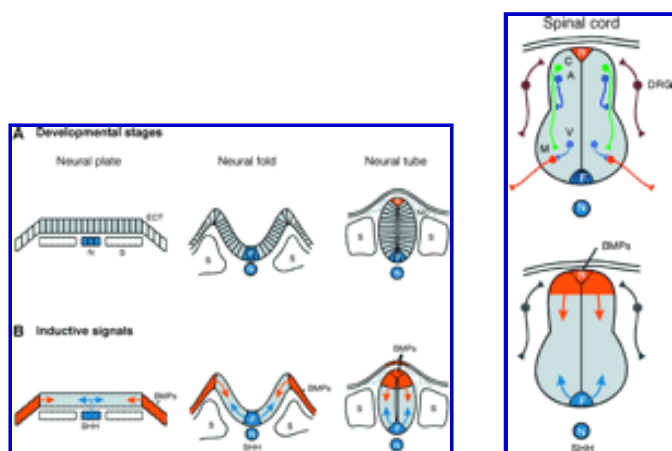 Spinal cord
R
C
A
DRG
V
M
F
N
A Developmental stages
Neural plate
Neural fold
Neural tube
ECT
N
S
S
S
F
N
S
S
N
BMPs
R
F
N
SHH
B Inductive signals
BMPs
SHH
BMPs
S
S
N
SHH
BMPs
S
S
F
N